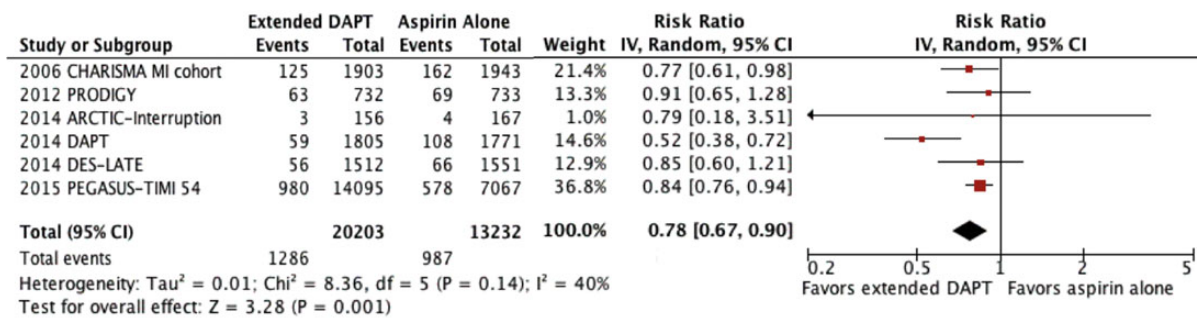 Extended DAPT Aspirin Alone Risk Ratio Risk Ratio
Study or Subgroup Events Total Events Total Weight IV, Random, 95% CI IV, Random, 95% CI
2006 CHARISMA MI cohort 125 1903 162 1943 21.4% 0.77 [0.61, 0.98]
2012 PRODIGY 63 732 69 733 13.3% 0.91 [0.65, 1.28]
2014 ARCTIC-Interruption 3 156 4 167 1.0% 0.79 [0.18, 3.51]
2014 DAPT 59 1805 108 1771 14.6% 0.52 [0.38, 0.72]
2014 DES-LATE 56 1512 66 1551 12.9% 0.85 [0.60, 1.21]
2015 PEGASUS-TIMI 54 980 14095 578 7067 36.8% 0.84 [0.76, 0.94]
Total (95% CI) 20203 13232 100.0% 0.78 [0.67, 0.90]
Total events 1286 987
Heterogeneity: Tau² = 0.01; Chi² = 8.36, df = 5 (P = 0.14); I² = 40%
Test for overall effect: Z = 3.28 (P = 0.001)
0.2 0.5 1 2 5
Favors extended DAPT Favors aspirin alone